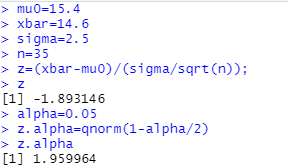 > mu0=15.4
> xbar=14.6
> sigma=2.5
> n=35
> z=(xbar-mu0)/(sigma/sqrt(n));
> z
[1] -1.893146
> alpha=0.05
> z.alpha=qnorm(1-alpha/2)
> z.alpha
[1] 1.959964